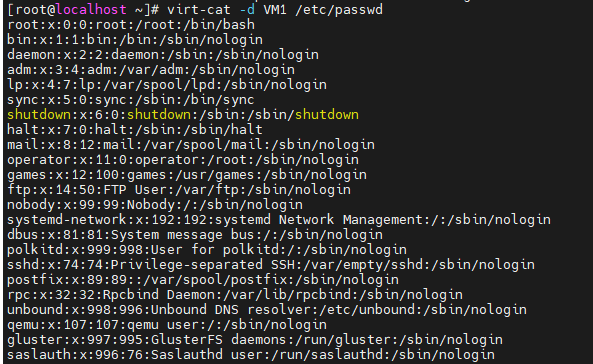 [root@localhost ~]# virt-cat -d VM1 /etc/passwd
root:x:0:0:root:/root:/bin/bash
bin:x:1:1:bin:/bin:/sbin/nologin
daemon:x:2:2:daemon:/sbin:/sbin/nologin
adm:x:3:4:adm:/var/adm:/sbin/nologin
lp:x:4:7:lp:/var/spool/lpd:/sbin/nologin
sync:x:5:0:sync:/sbin:/bin/sync
shutdown:x:6:0:shutdown:/sbin:/sbin/shutdown
halt:x:7:0:halt:/sbin:/sbin/halt
mail:x:8:12:mail:/var/spool/mail:/sbin/nologin
operator:x:11:0:operator:/root:/sbin/nologin
games:x:12:100:games:/usr/games:/sbin/nologin
ftp:x:14:50:FTP User:/var/ftp:/sbin/nologin
nobody:x:99:99:Nobody:/:/sbin/nologin
systemd-network:x:192:192:systemd Network Management:/:/sbin/nologin
dbus:x:81:81:System message bus:/:/sbin/nologin
polkitd:x:999:998:User for polkitd:/:/sbin/nologin
sshd:x:74:74:Privilege-separated SSH:/var/empty/sshd:/sbin/nologin
postfix:x:89:89::/var/spool/postfix:/sbin/nologin
rpc:x:32:32:Rpcbind Daemon:/var/lib/rpcbind:/sbin/nologin
unbound:x:998:996:Unbound DNS resolver:/etc/unbound:/sbin/nologin
qemu:x:107:107:qemu user:/:/sbin/nologin
gluster:x:997:995:GlusterFS daemons:/run/gluster:/sbin/nologin
saslauth:x:996:76:Saslauthd user:/run/saslauthd:/sbin/nologin